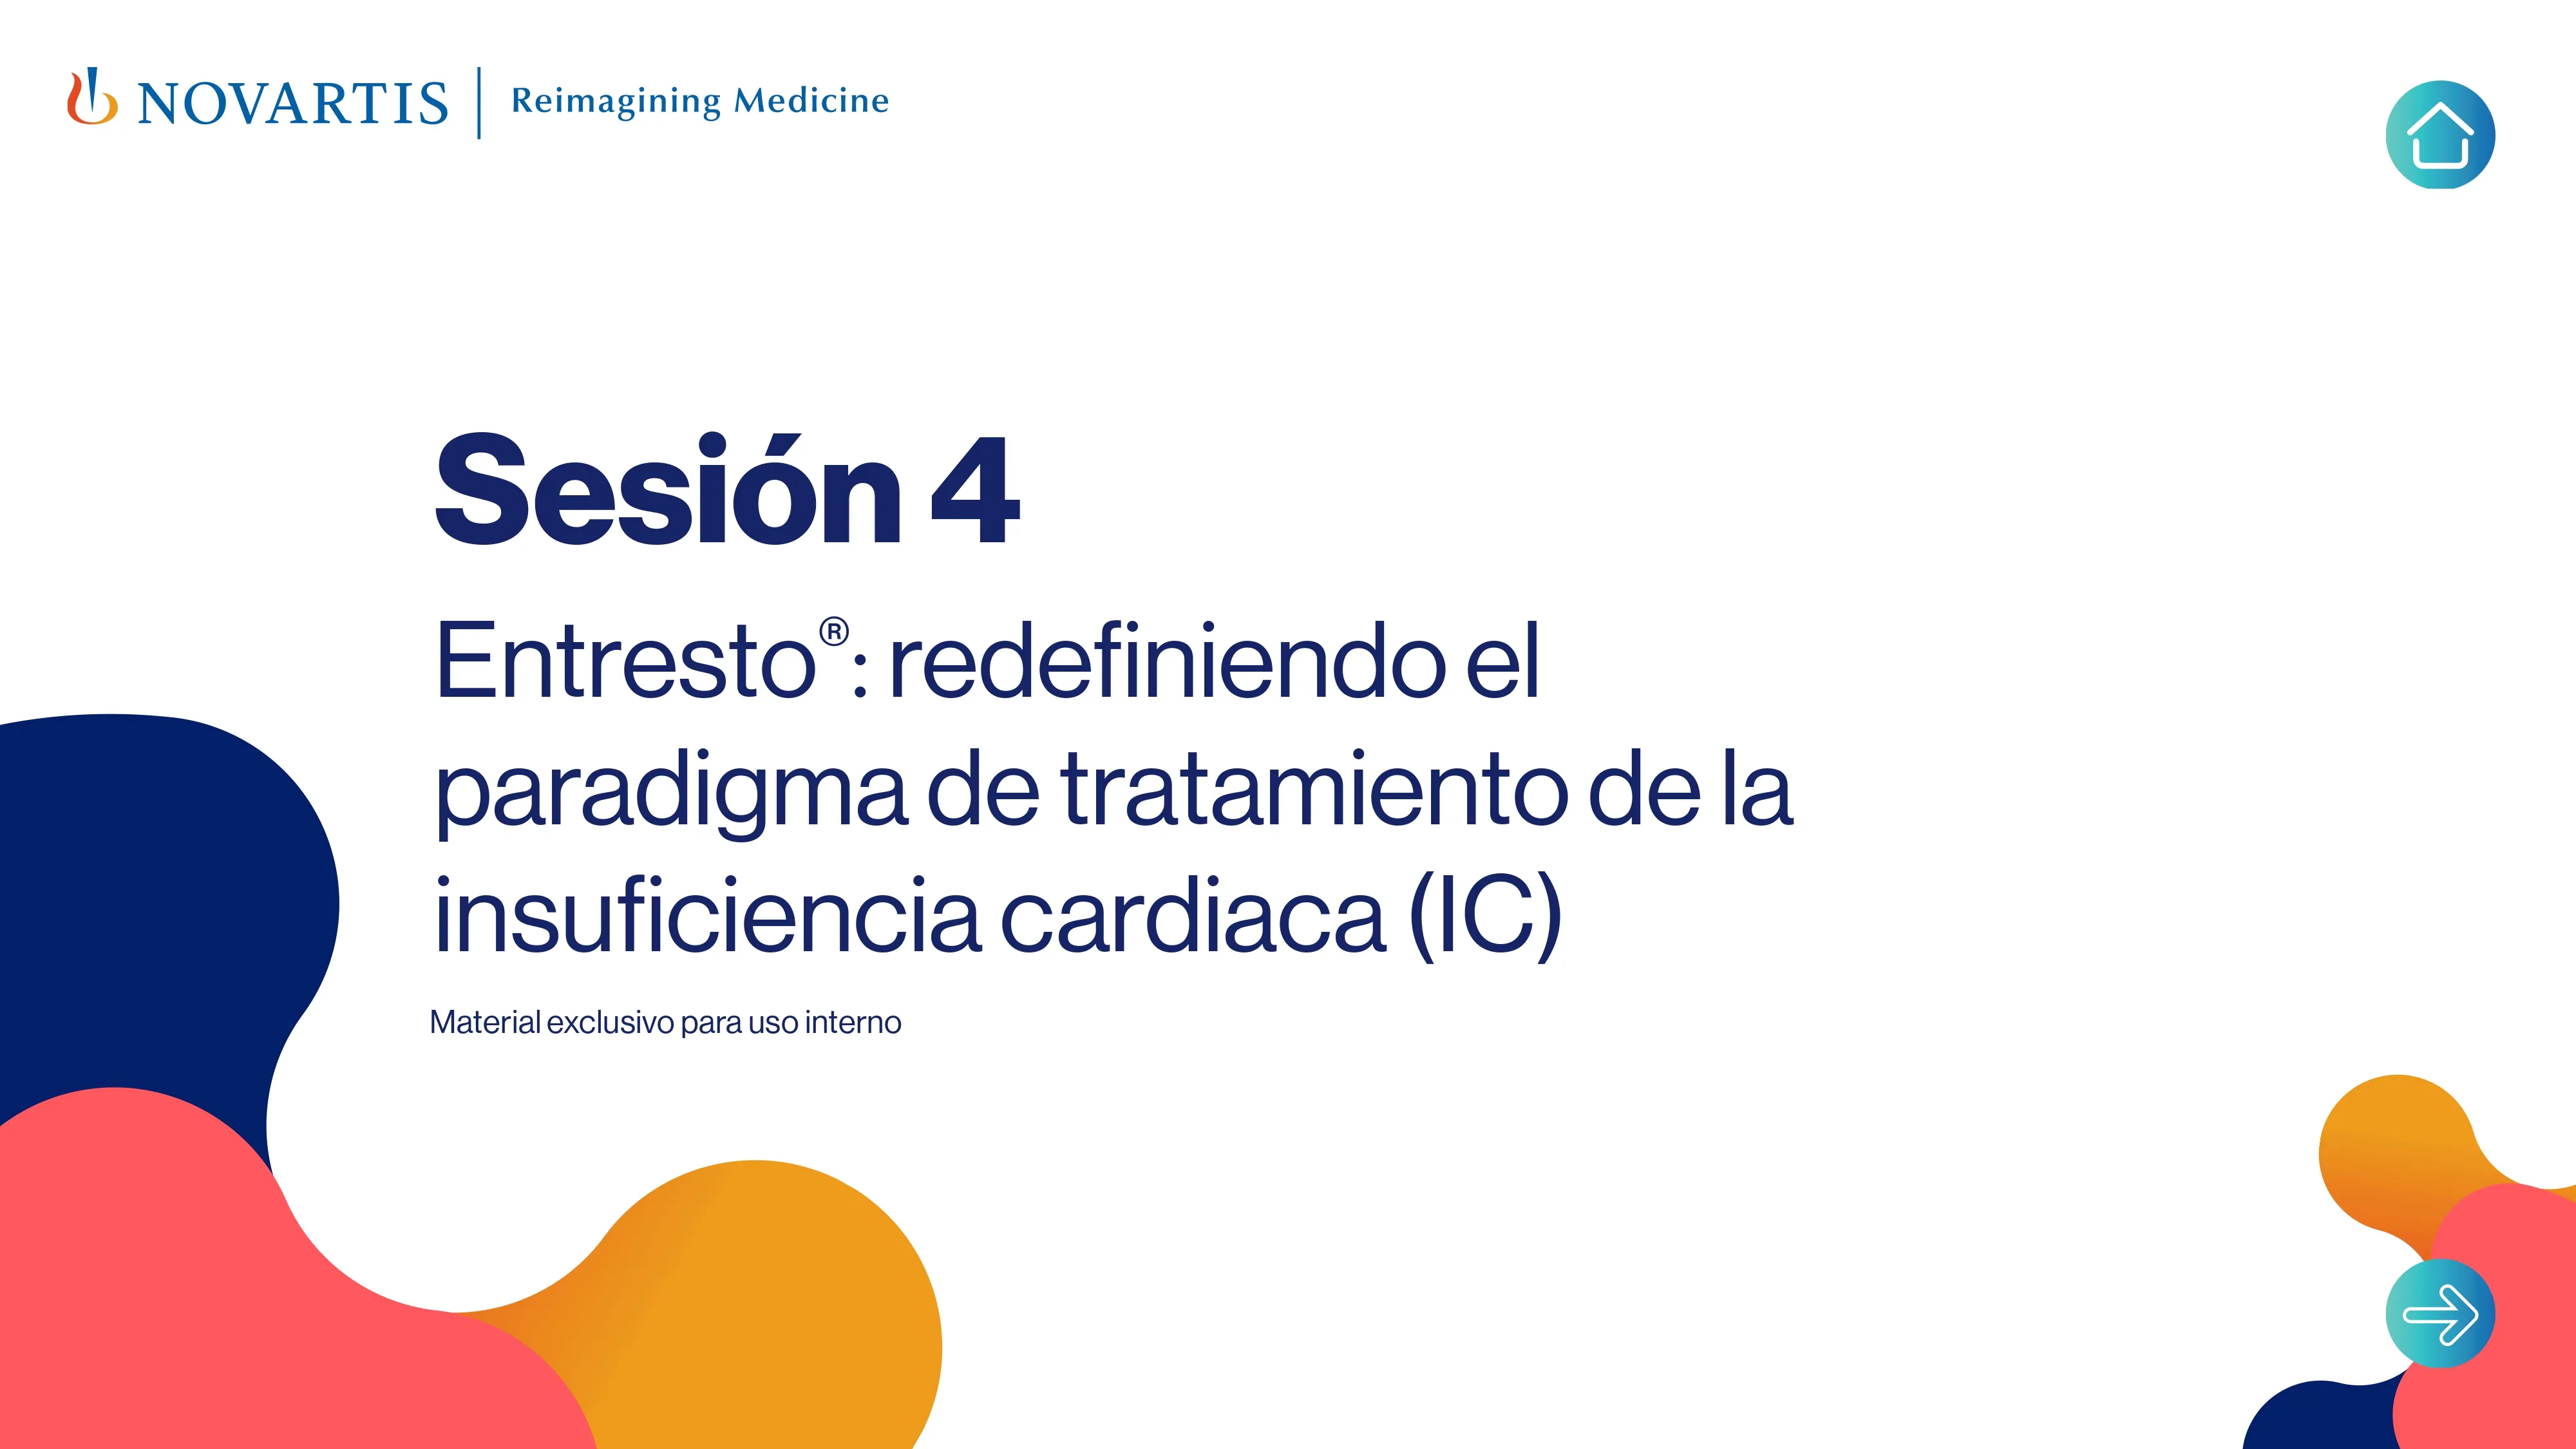 NOVARTIS | Reimagining Medicine
Sesión 4
Entresto®: redefiniendo el
paradigma de tratamiento de la
insuficiencia cardiaca (IC)
Material exclusivo para uso interno